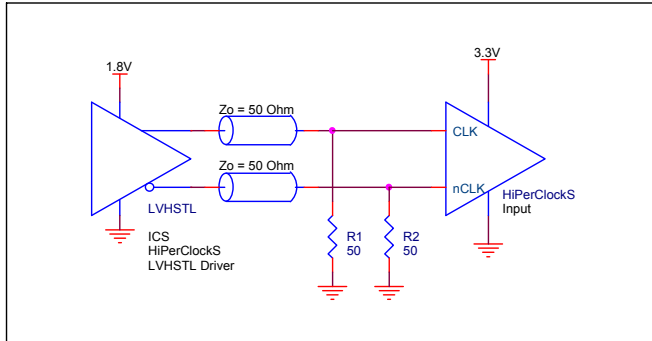 1.8V
3.3V
Zo = 50 Ohm
CLK
Zo = 50 Ohm
nCLK
LVHSTL
HiPerClockS
Input
ICS
HiPerClockS
LVHSTL Driver
R1
50
R2
50